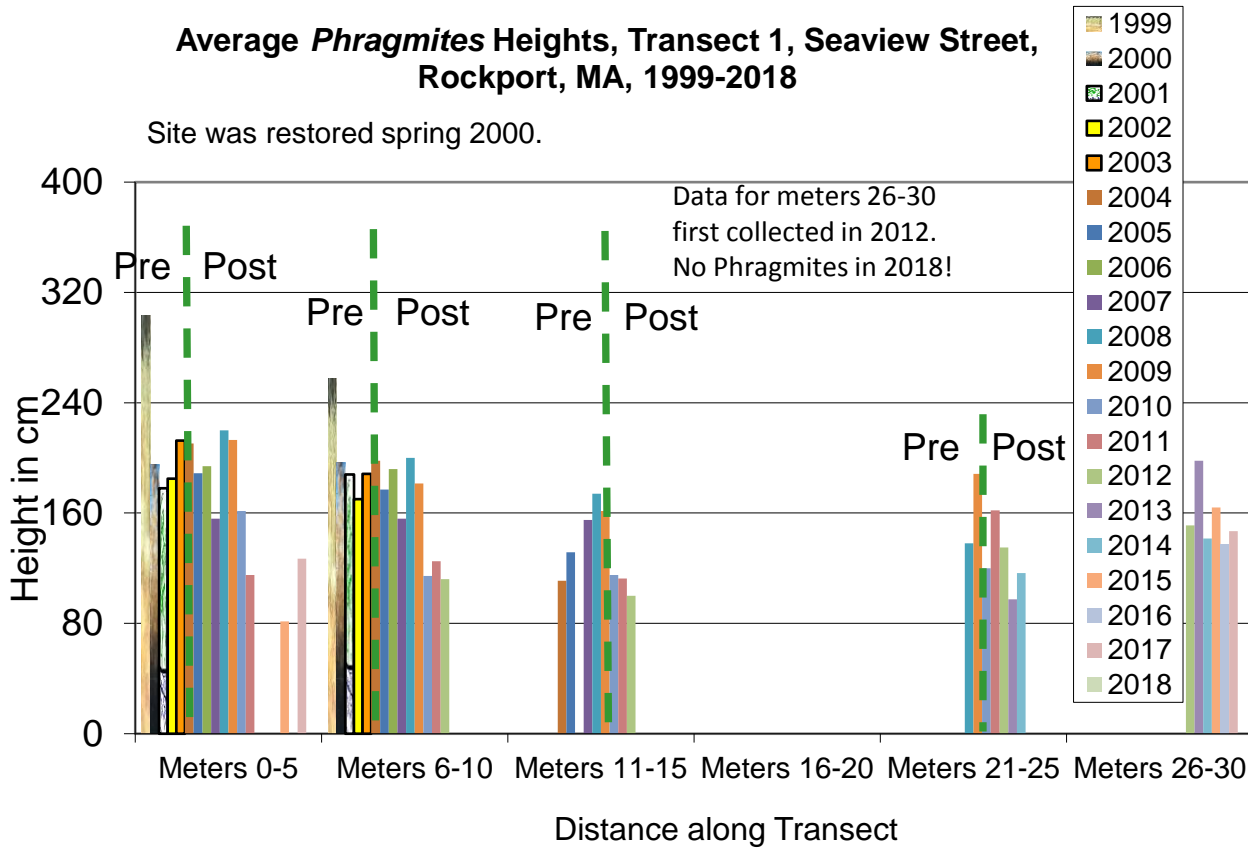 Average Phragmites Heights, Transect 1, Seaview Street,
Rockport, MA, 1999-2018
Site was restored spring 2000.
Data for meters 26-30
first collected in 2012.
No Phragmites in 2018!
Height in cm
400
320
240
160
80
0
Pre Post
Pre Post
Pre Post
Pre Post
Meters 0-5 Meters 6-10 Meters 11-15 Meters 16-20 Meters 21-25 Meters 26-30
Distance along Transect
1999
2000
2001
2002
2003
2004
2005
2006
2007
2008
2009
2010
2011
2012
2013
2014
2015
2016
2017
2018